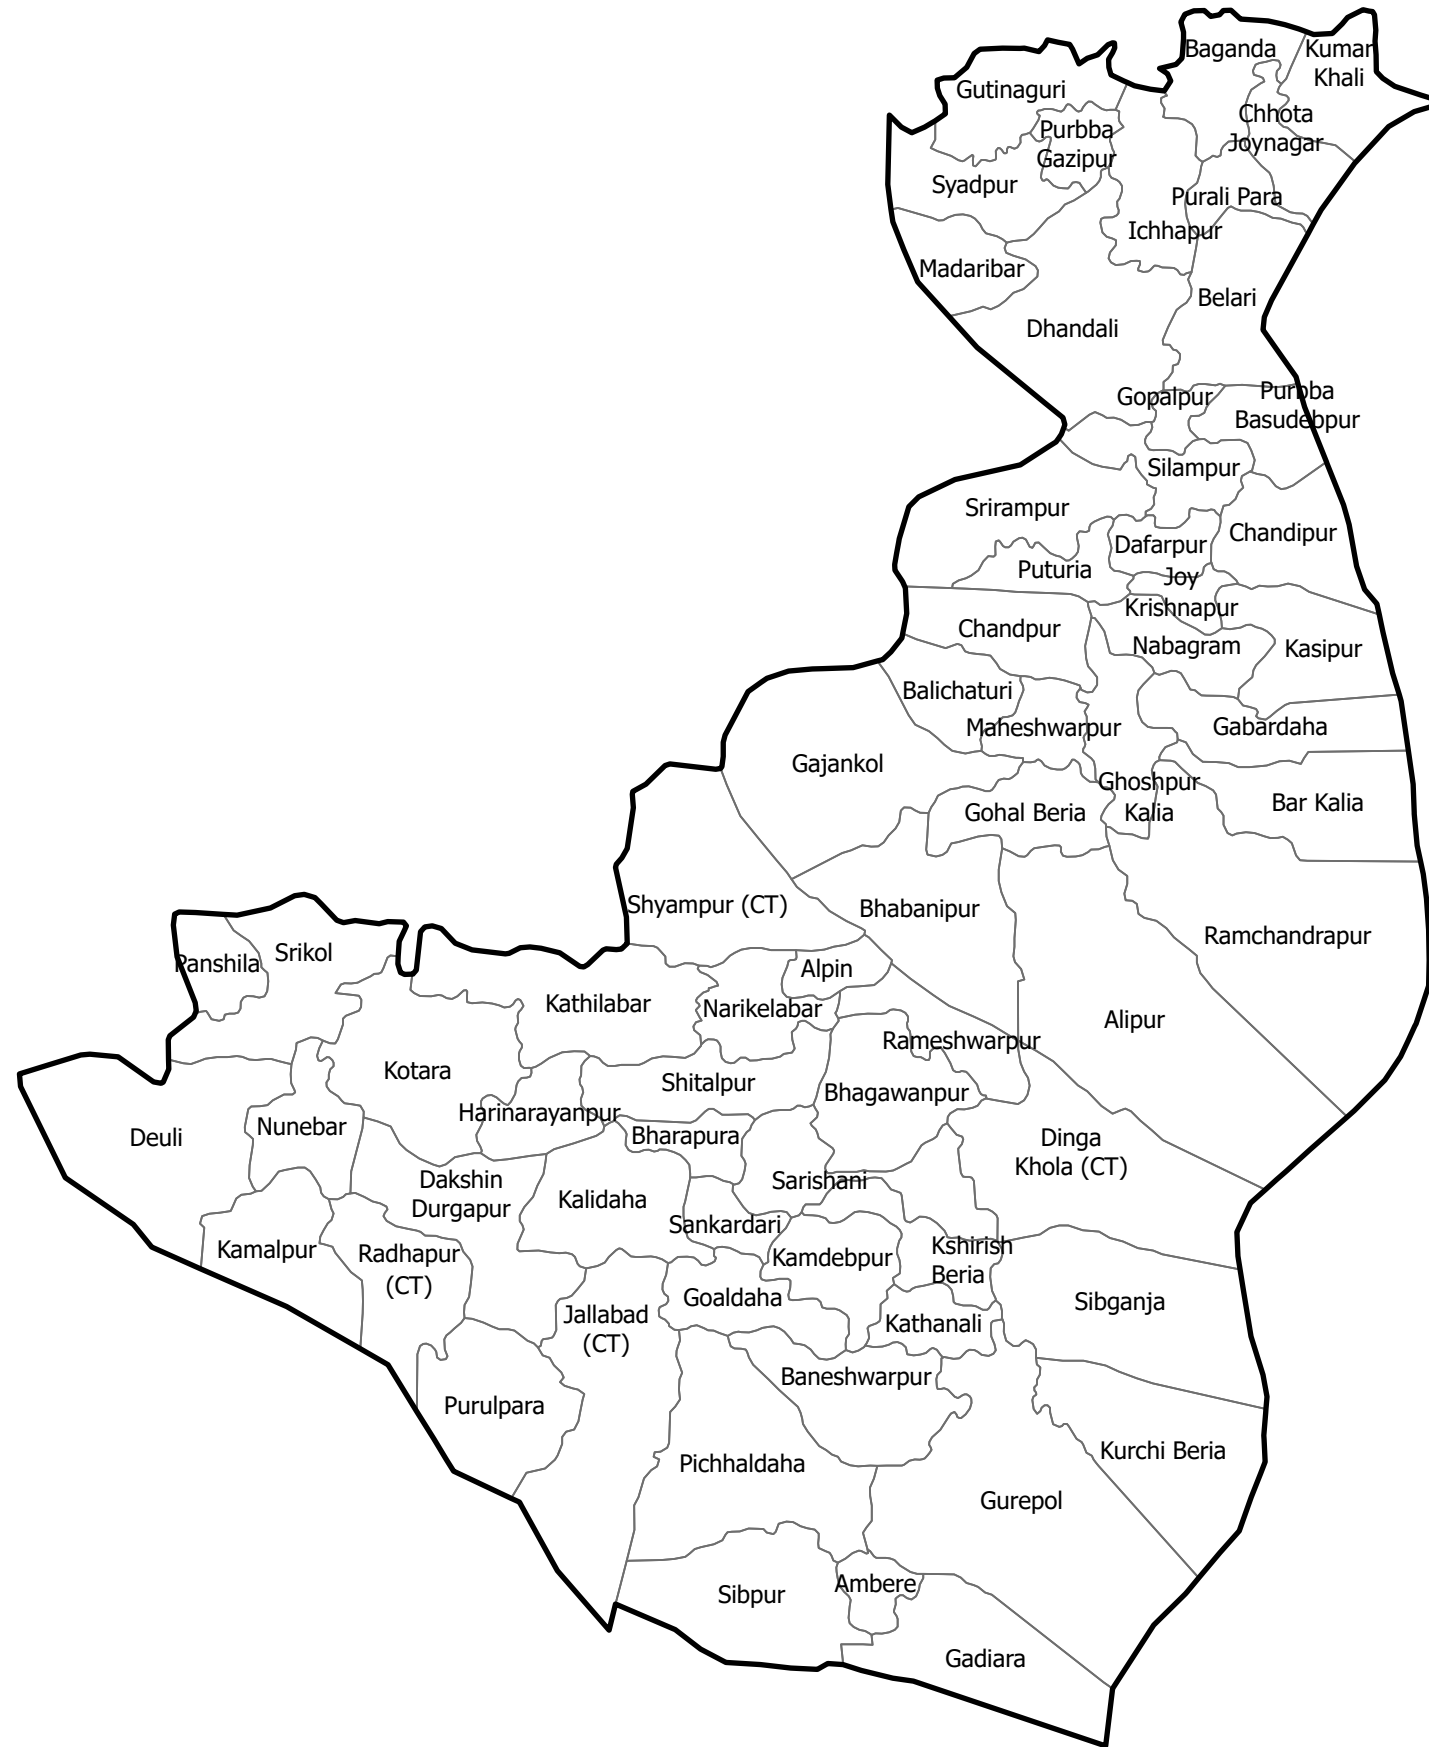 Baganda
Kumar
Khali
Gutinaguri
Chhota
Joynagar
Purbba
Gazipur
Syadpur
Purali Para
Ichhapur
Madaribar
Belari
Dhandali
Gopalpur
Purbba
Basudebpur
Silampur
Srirampur
Chandipur
Dafarpur
Puturia
Joy
Krishnapur
Chandpur
Nabagram
Kasipur
Balichaturi
Maheshwarpur
Gabardaha
Gajankol
Ghoshpur
Kalia
Gohal Beria
Bar Kalia
Shyampur (CT)
Bhabanipur
Ramchandrapur
Srikol
Panshila
Alpin
Kathilabar
Narikelabar
Alipur
Rameshwarpur
Kotara
Shitalpur
Bhagawanpur
Harinarayanpur
Nunebar
Deuli
Bharapura
Dinga
Khola (CT)
Dakshin
Durgapur
Sarishani
Kalidaha
Sankardari
Kamalpur
Radhapur
(CT)
Kamdebpur
Kshirish
Beria
Goaldaha
Sibganja
Jallabad
(CT)
Kathanali
Baneshwarpur
Purulpara
Kurchi Beria
Pichhaldaha
Gurepol
Ambere
Sibpur
Gadiara